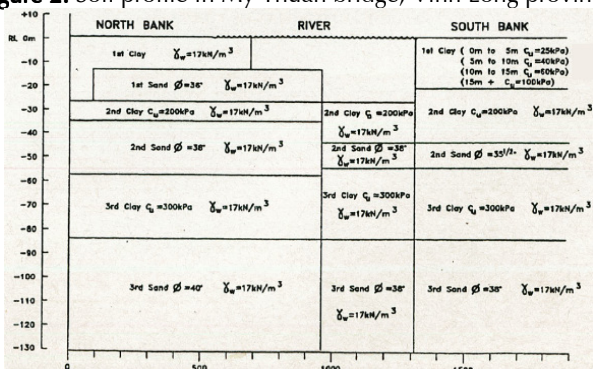 Figure 2. Soil profile in My Thuan bridge, Vinh Long province
NORTH BANK
RIVER
SOUTH BANK
+10
RL 0m
-10
-20
-30
-40
-50
-60
-70
-80
-90
-100
-110
-120
-130
0
500
1000
1500
1st Clay γw=17kN/m³
1st Sand Ø=36° γw=17kN/m³
2nd Clay Cu=200kPa γw=17kN/m³
2nd Sand Ø=38° γw=17kN/m³
3rd Clay Cu=300kPa γw=17kN/m³
3rd Sand Ø=40° γw=17kN/m³
2nd Clay Cu=200kPa
γw=17kN/m³
2nd Sand Ø=38°
γw=17kN/m³
3rd Clay Cu=300kPa
γw=17kN/m³
3rd Sand Ø=38°
γw=17kN/m³
1st Clay ( 0m to 5m Cu=25kPa)
( 5m to 10m Cu=40kPa)
(10m to 15m Cu=60kPa)
(15m + Cu=100kPa)
2nd Clay Cu=200kPa γw=17kN/m³
2nd Sand Ø=35½° γw=17kN/m³
3rd Clay Cu=300kPa γw=17kN/m³
3rd Sand Ø=38° γw=17kN/m³